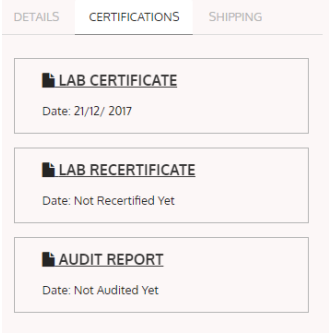 DETAILS CERTIFICATIONS SHIPPING
LAB CERTIFICATE
Date: 21/12/ 2017
LAB RECERTIFICATE
Date: Not Recertified Yet
AUDIT REPORT
Date: Not Audited Yet